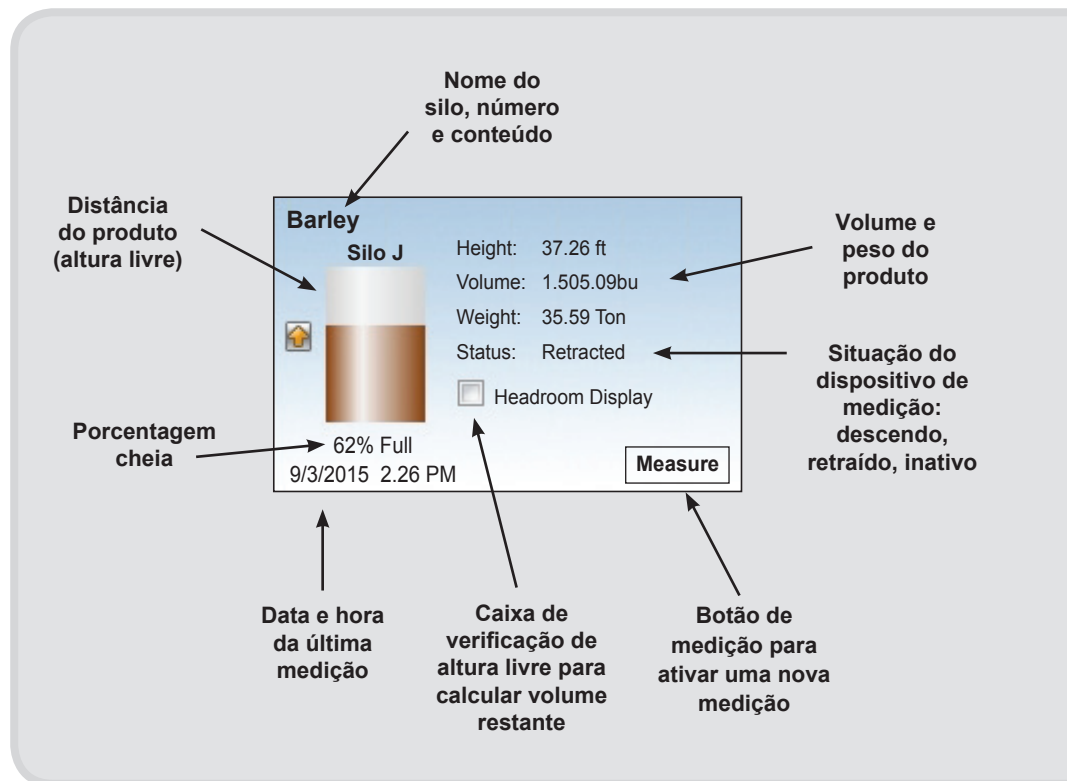 Nome do
silo, número
e conteúdo
Distância
do produto
(altura livre)
Barley
Silo J
Height: 37.26 ft
Volume: 1.505.09bu
Weight: 35.59 Ton
Status: Retracted
Headroom Display
62% Full
9/3/2015 2.26 PM
Measure
Volume e
peso do
produto
Situação do
dispositivo de
medição:
descendo,
retraído, inativo
Porcentagem
cheia
Data e hora
da última
medição
Caixa de
verificação de
altura livre para
calcular volume
restante
Botão de
medição para
ativar uma nova
medição